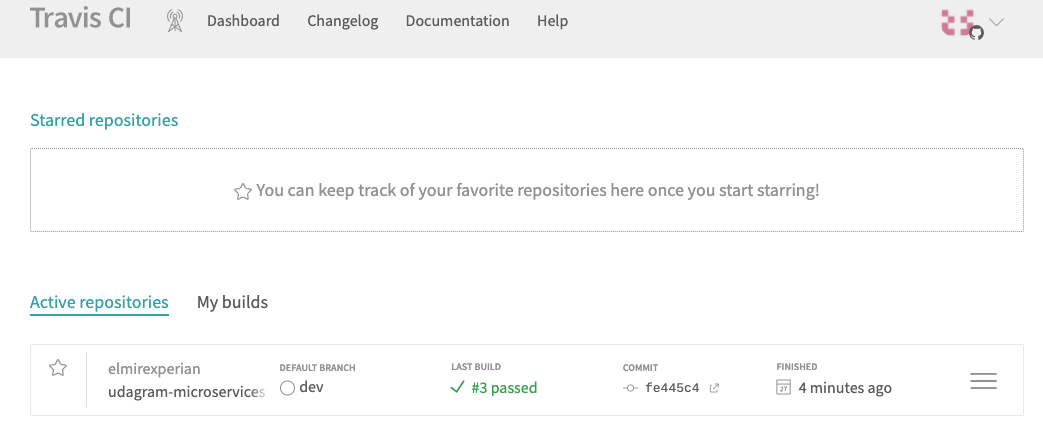 Travis CI
Dashboard
Changelog
Documentation
Help
Starred repositories
You can keep track of your favorite repositories here once you start starring!
Active repositories
My builds
elmirexperian
udagram-microservices
DEFAULT BRANCH
dev
LAST BUILD
#3 passed
COMMIT
fe445c4
FINISHED
27
4 minutes ago